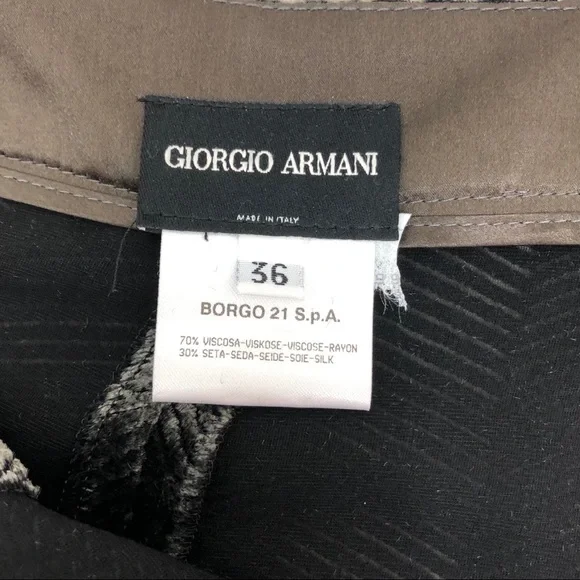 GIORGIO ARMANI
MADE IN ITALY
36
BORGO 21 S.p.A.
70% VISCOSA-VISKOSE-VISCOSE-RAYON
30% SETA-SEDA-SEIDE-SOIE-SILK